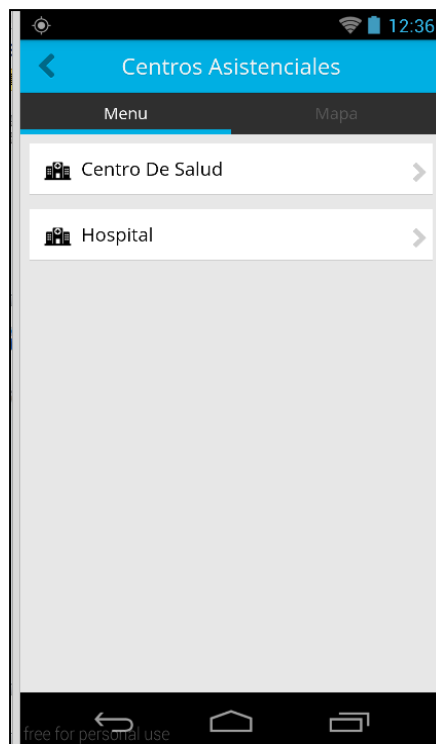 12:36
Centros Asistenciales
Menu Mapa
Centro De Salud
Hospital
free for personal use